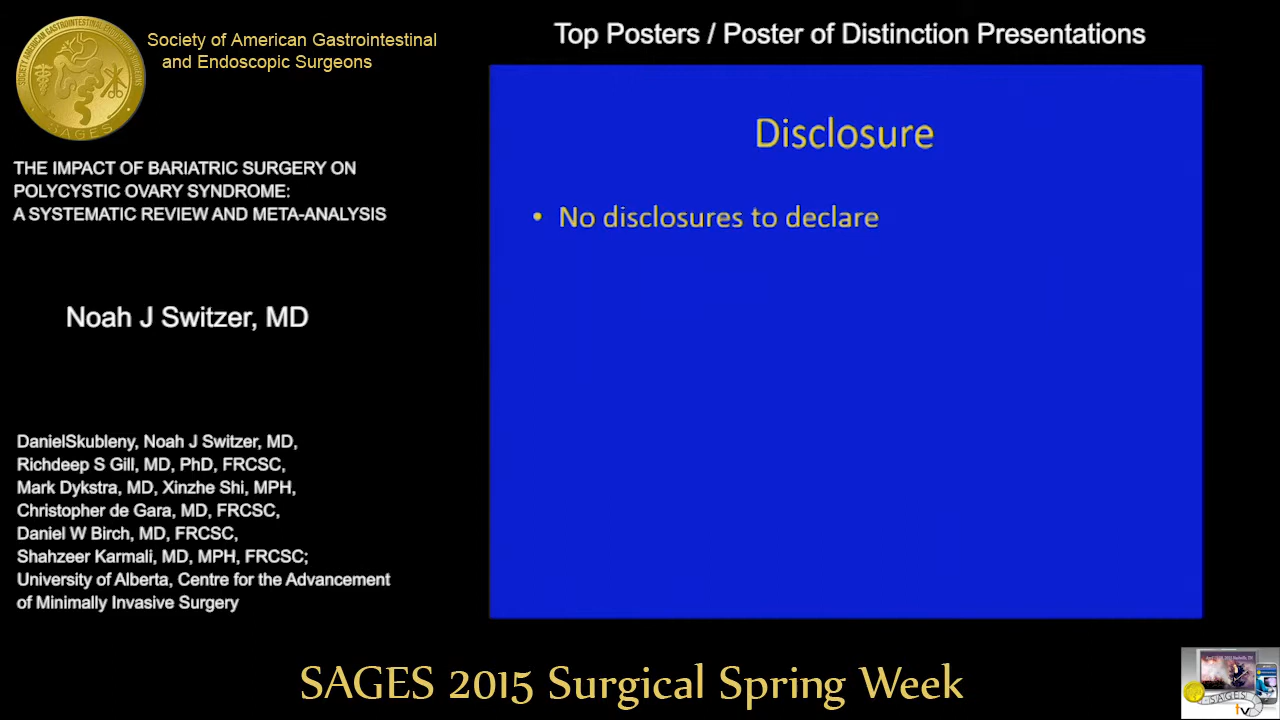 Society of American Gastrointestinal
and Endoscopic Surgeons
SAGES
THE IMPACT OF BARIATRIC SURGERY ON
POLYCYSTIC OVARY SYNDROME:
A SYSTEMATIC REVIEW AND META-ANALYSIS
Noah J Switzer, MD
DanielSkubleny, Noah J Switzer, MD,
Richdeep S Gill, MD, PhD, FRCSC,
Mark Dykstra, MD, Xinzhe Shi, MPH,
Christopher de Gara, MD, FRCSC,
Daniel W Birch, MD, FRCSC,
Shahzeer Karmali, MD, MPH, FRCSC;
University of Alberta, Centre for the Advancement
of Minimally Invasive Surgery
Top Posters / Poster of Distinction Presentations
Disclosure
• No disclosures to declare
SAGES 2015 Surgical Spring Week
SAGES
tv